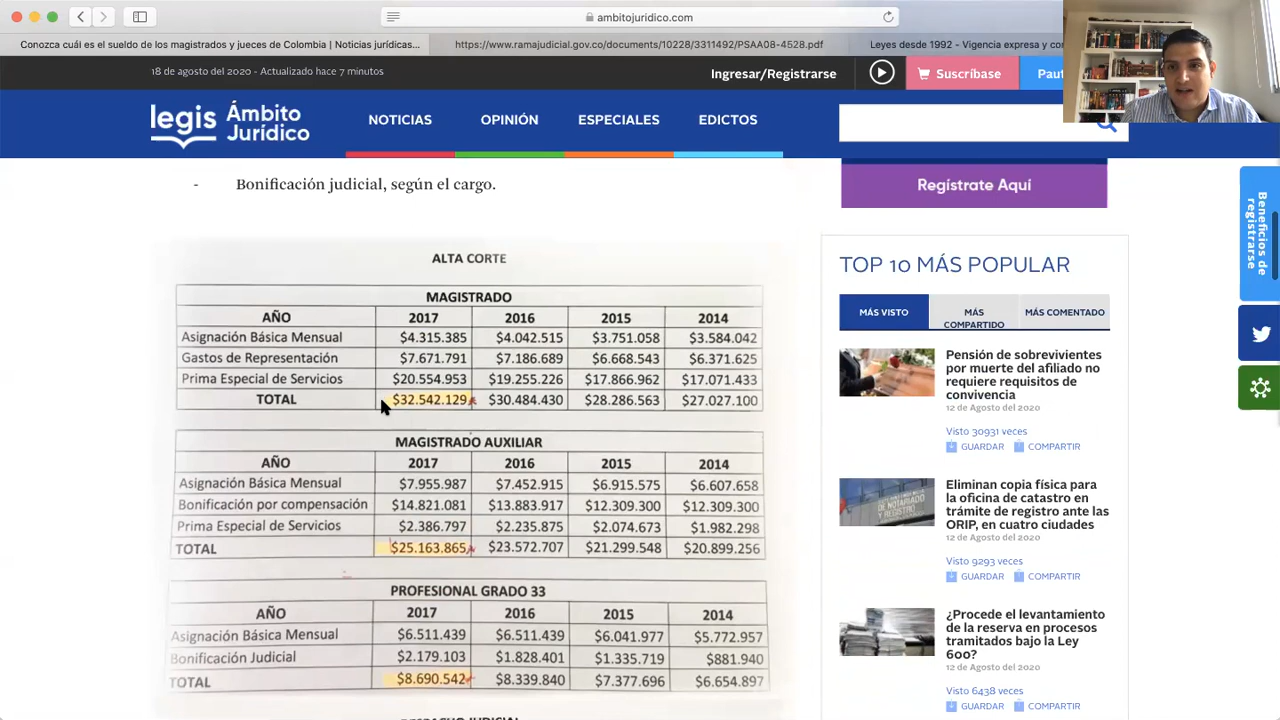 ambitojuridico.com
Conozca cuál es el sueldo de los magistrados y jueces de Colombia | Noticias jurídicas...
https://www.ramajudicial.gov.co/documents/10228/3311492/PSAA08-4528.pdf
Leyes desde 1992 - Vigencia expresa y co
18 de agosto del 2020 - Actualizado hace 7 minutos
Ingresar/Registrarse
Suscríbase
Paut
legis Ámbito Jurídico
NOTICIAS
OPINIÓN
ESPECIALES
EDICTOS
- Bonificación judicial, según el cargo.
Regístrate Aquí
Beneficios de
registrarse
ALTA CORTE
MAGISTRADO
AÑO 2017 2016 2015 2014
Asignación Básica Mensual $4.315.385 $4.042.515 $3.751.058 $3.584.042
Gastos de Representación $7.671.791 $7.186.689 $6.668.543 $6.371.625
Prima Especial de Servicios $20.554.953 $19.255.226 $17.866.962 $17.071.433
TOTAL $32.542.129 $30.484.430 $28.286.563 $27.027.100
MAGISTRADO AUXILIAR
AÑO 2017 2016 2015 2014
Asignación Básica Mensual $7.955.987 $7.452.915 $6.915.575 $6.607.658
Bonificación por compensación $14.821.081 $13.883.917 $12.309.300 $12.309.300
Prima Especial de Servicios $2.386.797 $2.235.875 $2.074.673 $1.982.298
TOTAL $25.163.865 $23.572.707 $21.299.548 $20.899.256
PROFESIONAL GRADO 33
AÑO 2017 2016 2015 2014
Asignación Básica Mensual $6.511.439 $6.511.439 $6.041.977 $5.772.957
Bonificación Judicial $2.179.103 $1.828.401 $1.335.719 $881.940
TOTAL $8.690.542 $8.339.840 $7.377.696 $6.654.897
DESPACHO JUDICIAL
TOP 10 MÁS POPULAR
MÁS VISTO
MÁS
COMPARTIDO
MÁS COMENTADO
Pensión de sobrevivientes
por muerte del afiliado no
requiere requisitos de
convivencia
12 de Agosto del 2020
Visto 30931 veces
GUARDAR COMPARTIR
Eliminan copia física para
la oficina de catastro en
trámite de registro ante las
ORIP, en cuatro ciudades
12 de Agosto del 2020
Visto 9293 veces
GUARDAR COMPARTIR
¿Procede el levantamiento
de la reserva en procesos
tramitados bajo la Ley
600?
12 de Agosto del 2020
Visto 6438 veces
GUARDAR COMPARTIR